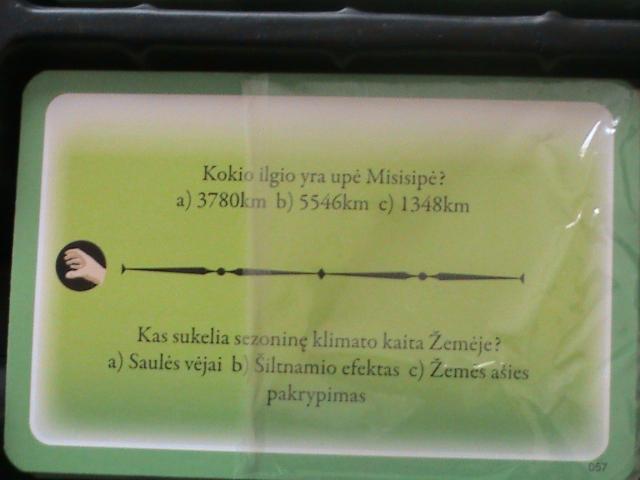 Kokio ilgio yra upė Misisipė?
a) 3780km b) 5546km c) 1348km
Kas sukelia sezoninę klimato kaita Žemėje?
a) Saulės vėjai b) Šiltnamio efektas c) Žemės ašies
pakrypimas
057